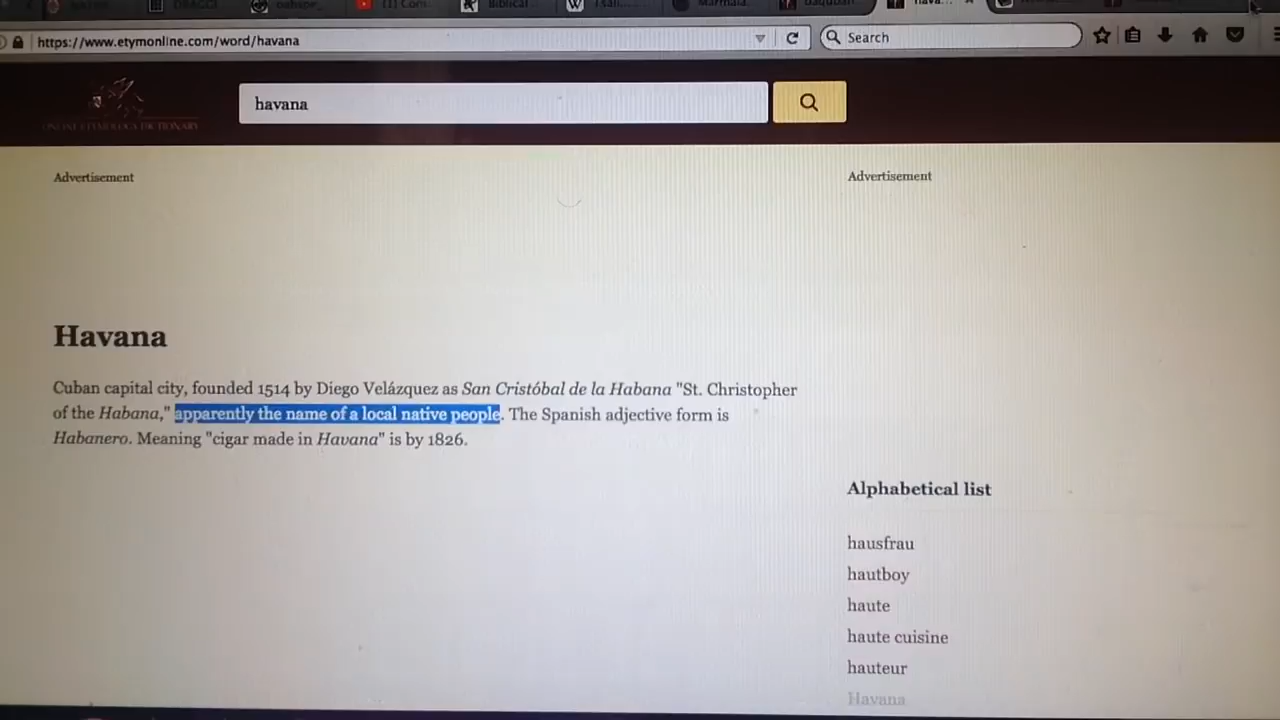 https://www.etymonline.com/word/havana
Search
havana
ONLINE ETYMOLOGY DICTIONARY
Advertisement
Advertisement
Havana
Cuban capital city, founded 1514 by Diego Velázquez as San Cristóbal de la Habana "St. Christopher
of the Habana," apparently the name of a local native people. The Spanish adjective form is
Habanero. Meaning "cigar made in Havana" is by 1826.
Alphabetical list
hausfrau
hautboy
haute
haute cuisine
hauteur
Havana